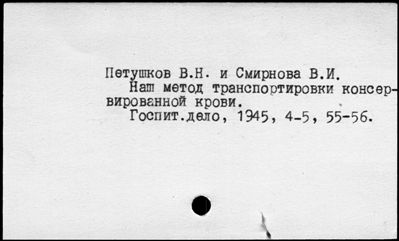 Петушков В.Н. и Смирнова В.И.
Наш метод транспортировки консер-
вированной крови.
Госпит.дело, 1945, 4-5, 55-56.